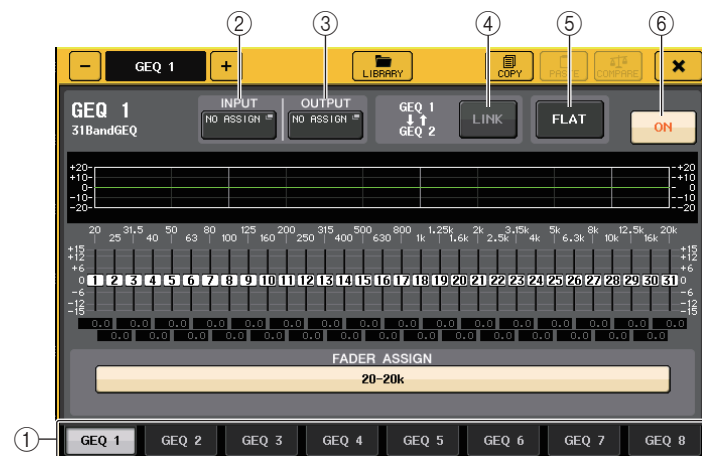 ② ③ ④ ⑤ ⑥
− GEQ 1 + LIBRARY COPY PASTE COMPARE ×
GEQ 1
31BandGEQ
INPUT
NO ASSIGN
OUTPUT
NO ASSIGN
GEQ 1
↓↑
GEQ 2
LINK
FLAT
ON
+20 +20
+10 +10
0 0
-10 -10
-20 -20
20 31.5 50 80 125 200 315 500 800 1.25k 2k 3.15k 5k 8k 12.5k 20k
25 40 63 100 160 250 400 630 1k 1.6k 2.5k 4k 6.3k 10k 16k
+15 +15
+12 +12
+6 +6
0 1 2 3 4 5 6 7 8 9 10 11 12 13 14 15 16 17 18 19 20 21 22 23 24 25 26 27 28 29 30 31 0
-6 -6
-12 -12
-15 -15
0.0 0.0 0.0 0.0 0.0 0.0 0.0 0.0 0.0 0.0 0.0 0.0 0.0 0.0 0.0 0.0
0.0 0.0 0.0 0.0 0.0 0.0 0.0 0.0 0.0 0.0 0.0 0.0 0.0 0.0 0.0
FADER ASSIGN
20-20k
① GEQ 1 GEQ 2 GEQ 3 GEQ 4 GEQ 5 GEQ 6 GEQ 7 GEQ 8